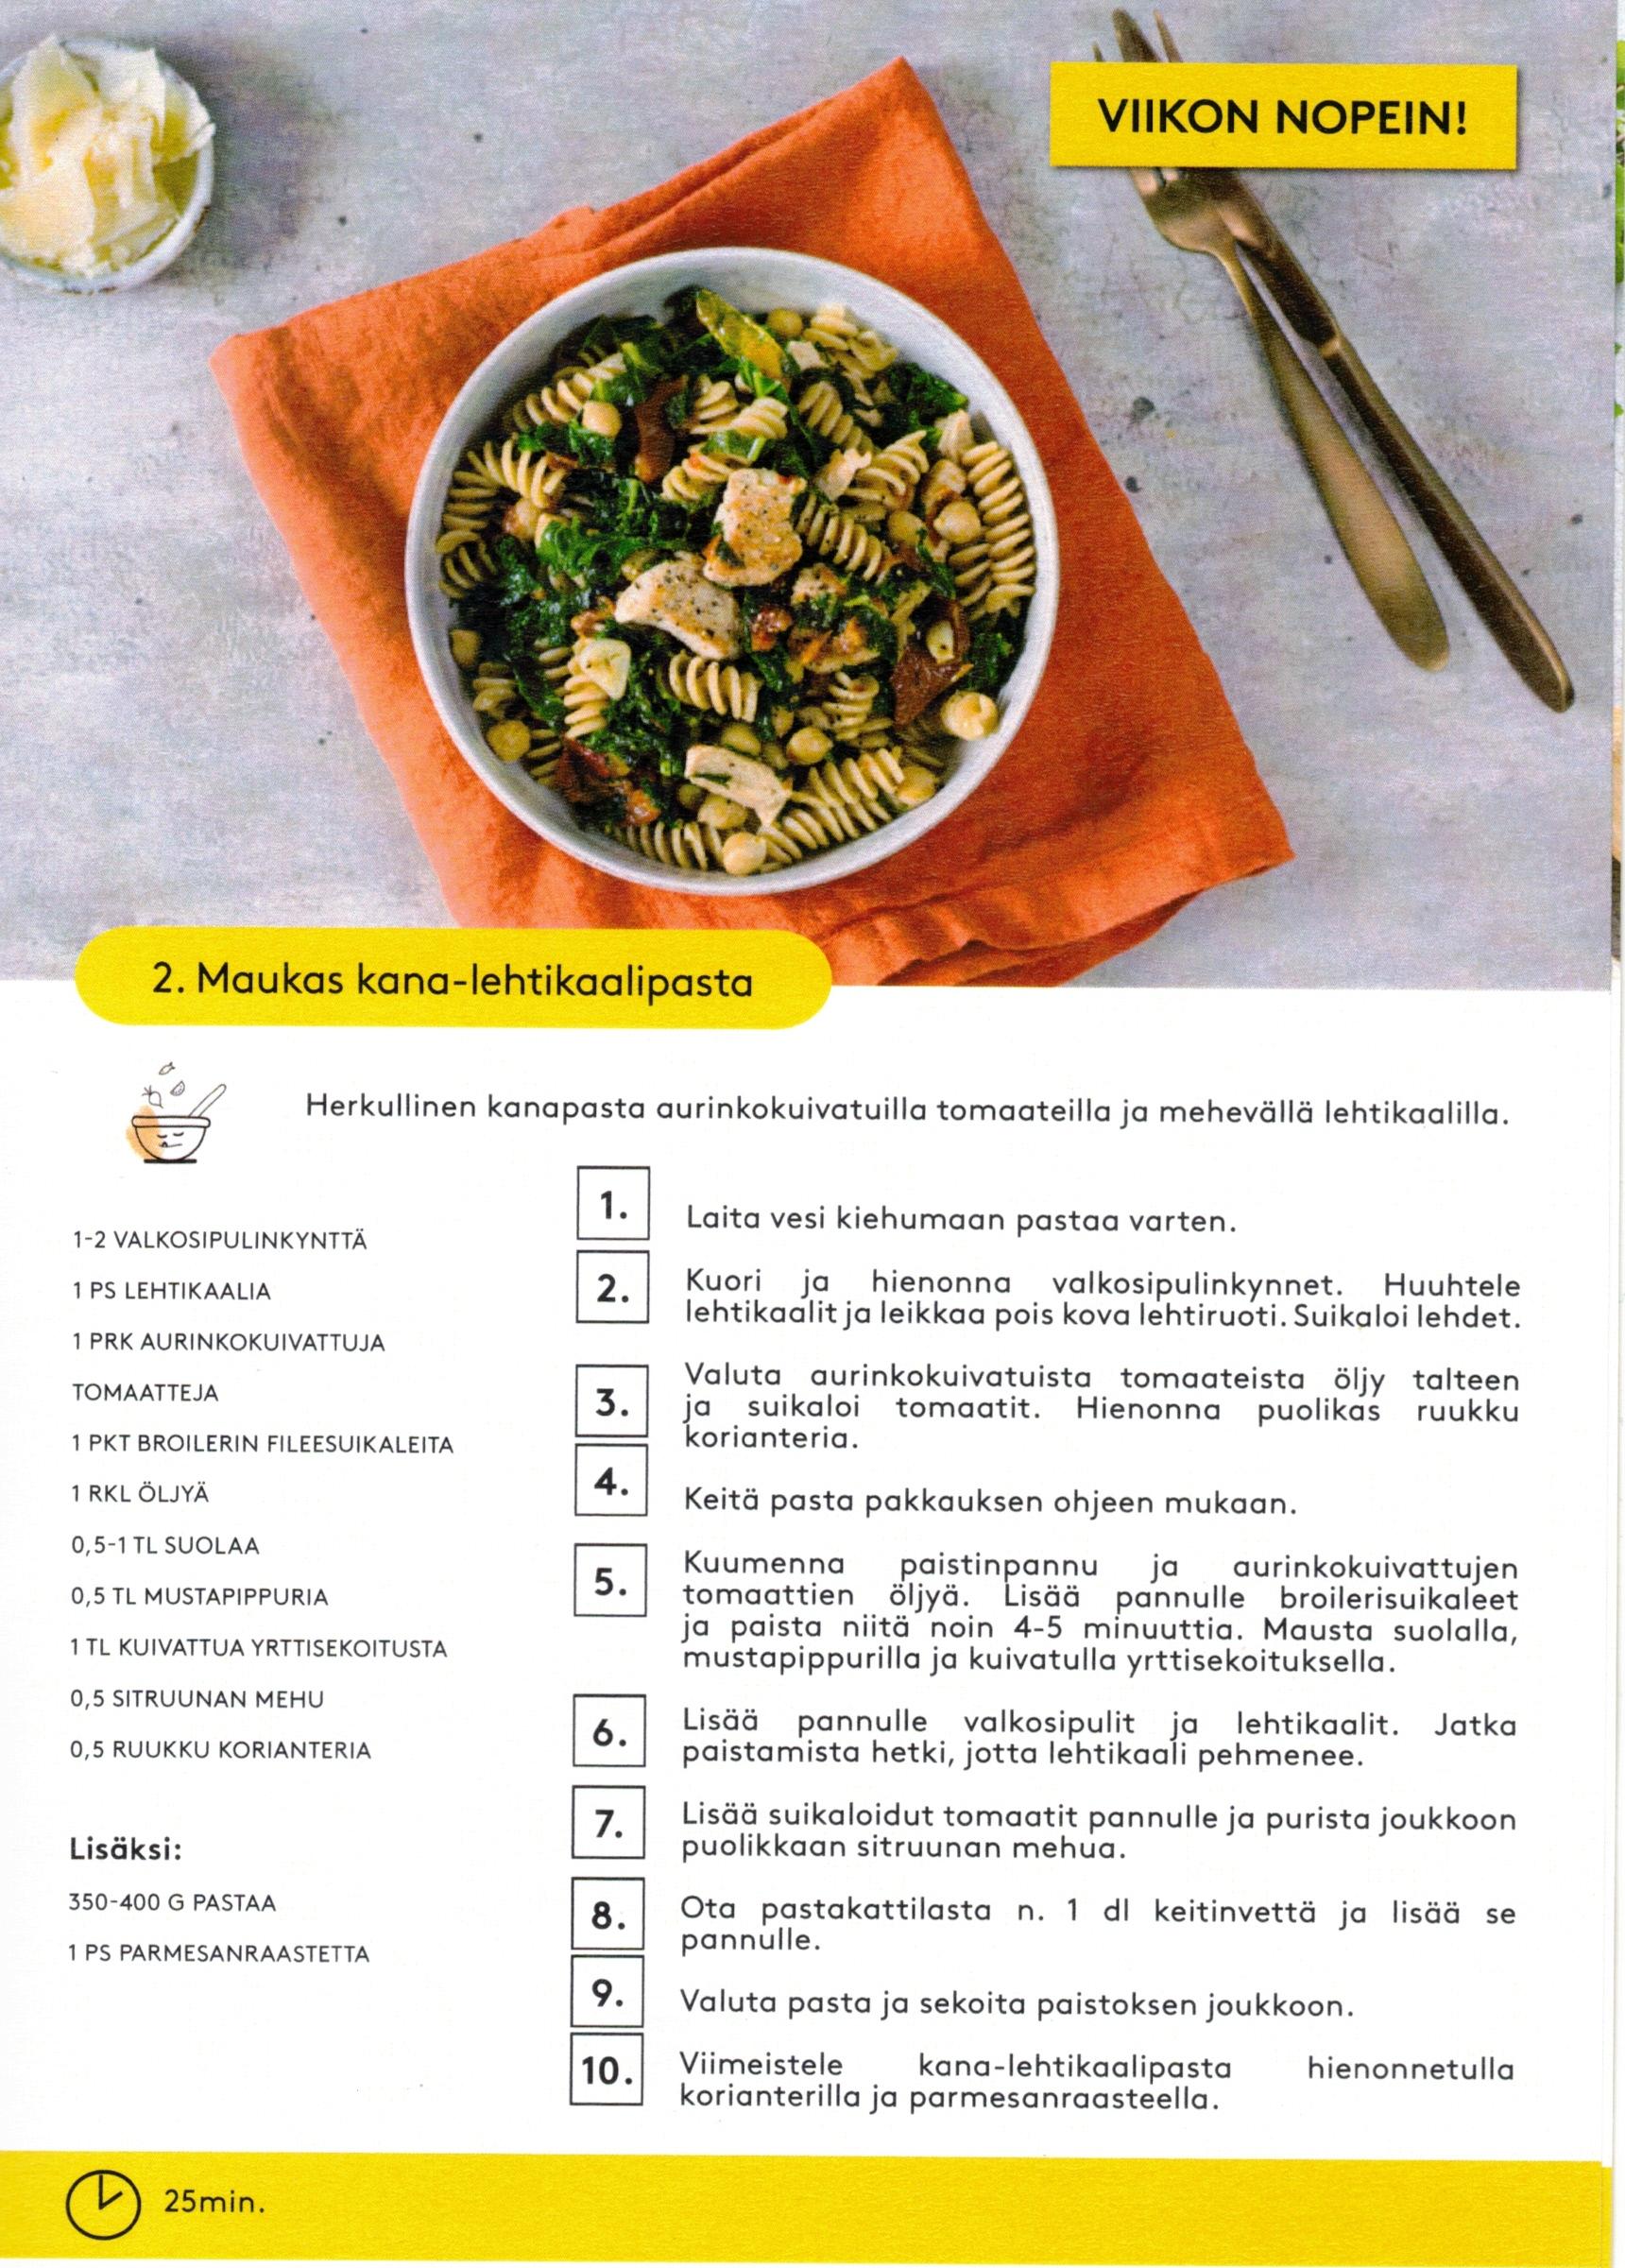 VIIKON NOPEIN!
2. Maukas kana-lehtikaalipasta
Herkullinen kanapasta aurinkokuivatuilla tomaateilla ja mehevällä lehtikaalilla.
1-2 VALKOSIPULINKYNTTÄ
1 PS LEHTIKAALIA
1 PRK AURINKOKUIVATTUJA
TOMAATTEJA
1 PKT BROILERIN FILEESUIKALEITA
1 RKL ÖLJYÄ
0,5-1 TL SUOLAA
0,5 TL MUSTAPIPPURIA
1 TL KUIVATTUA YRTTISEKOITUSTA
0,5 SITRUUNAN MEHU
0,5 RUUKKU KORIANTERIA
Lisäksi:
350-400 G PASTAA
1 PS PARMESANRAASTETTA
1. Laita vesi kiehumaan pastaa varten.
2. Kuori ja hienonna valkosipulinkynnet. Huuhtele
lehtikaalit ja leikkaa pois kova lehtiruoti. Suikaloi lehdet.
3. Valuta aurinkokuivatuista tomaateista öljy talteen
ja suikaloi tomaatit. Hienonna puolikas ruukku
korianteria.
4. Keitä pasta pakkauksen ohjeen mukaan.
5. Kuumenna paistinpannu ja aurinkokuivattujen
tomaattien öljyä. Lisää pannulle broilerisuikaleet
ja paista niitä noin 4-5 minuuttia. Mausta suolalla,
mustapippurilla ja kuivatulla yrttisekoituksella.
6. Lisää pannulle valkosipulit ja lehtikaalit. Jatka
paistamista hetki, jotta lehtikaali pehmenee.
7. Lisää suikaloidut tomaatit pannulle ja purista joukkoon
puolikkaan sitruunan mehua.
8. Ota pastakattilasta n. 1 dl keitinvettä ja lisää se
pannulle.
9. Valuta pasta ja sekoita paistoksen joukkoon.
10. Viimeistele kana-lehtikaalipasta hienonnetulla
korianterilla ja parmesanraasteella.
25min.